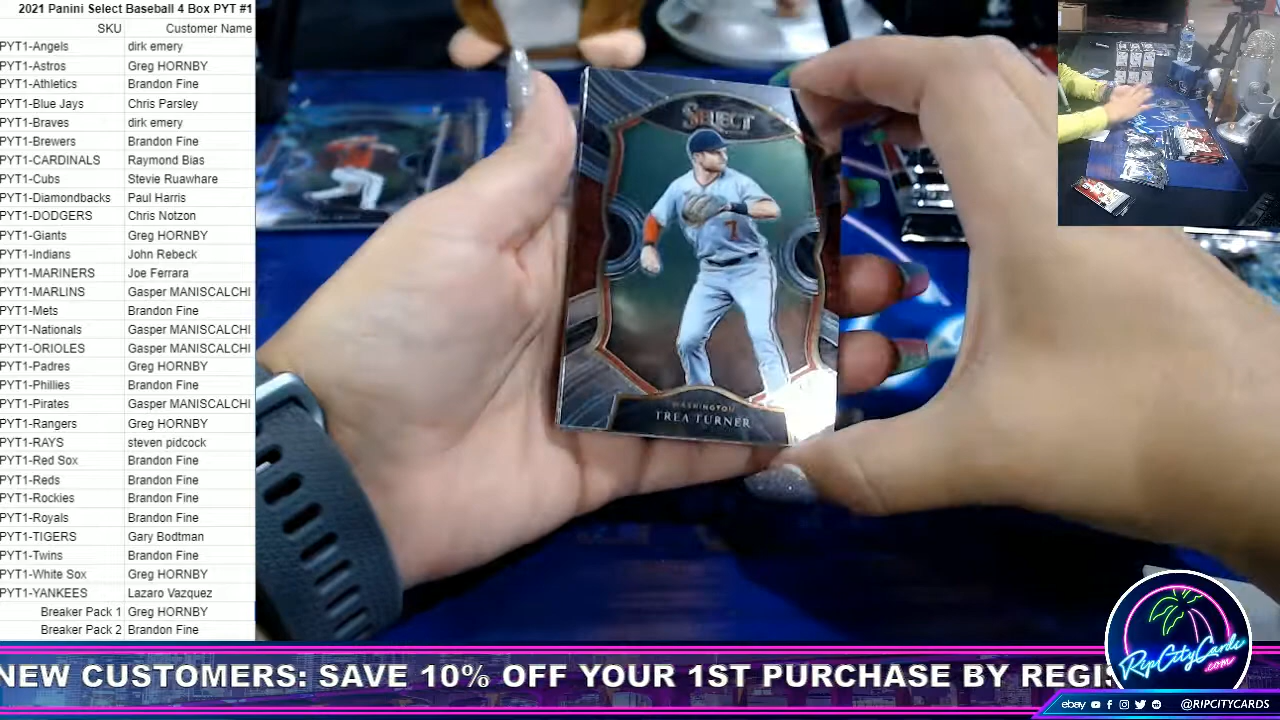 2021 Panini Select Baseball 4 Box PYT #1
SKU Customer Name
PYT1-Angels dirk emery
PYT1-Astros Greg HORNBY
PYT1-Athletics Brandon Fine
PYT1-Blue Jays Chris Parsley
PYT1-Braves dirk emery
PYT1-Brewers Brandon Fine
PYT1-CARDINALS Raymond Bias
PYT1-Cubs Stevie Ruawhare
PYT1-Diamondbacks Paul Harris
PYT1-DODGERS Chris Notzon
PYT1-Giants Greg HORNBY
PYT1-Indians John Rebeck
PYT1-MARINERS Joe Ferrara
PYT1-MARLINS Gasper MANISCALCHI
PYT1-Mets Brandon Fine
PYT1-Nationals Gasper MANISCALCHI
PYT1-ORIOLES Gasper MANISCALCHI
PYT1-Padres Greg HORNBY
PYT1-Phillies Brandon Fine
PYT1-Pirates Gasper MANISCALCHI
PYT1-Rangers Greg HORNBY
PYT1-RAYS steven pidcock
PYT1-Red Sox Brandon Fine
PYT1-Reds Brandon Fine
PYT1-Rockies Brandon Fine
PYT1-Royals Brandon Fine
PYT1-TIGERS Gary Bodtman
PYT1-Twins Brandon Fine
PYT1-White Sox Greg HORNBY
PYT1-YANKEES Lazaro Vazquez
Breaker Pack 1 Greg HORNBY
Breaker Pack 2 Brandon Fine
SELECT
7
WASHINGTON
TREA TURNER
NEW CUSTOMERS: SAVE 10% OFF YOUR 1ST PURCHASE BY REGI
RipCityCards
.com
ebay @RIPCITYCARDS